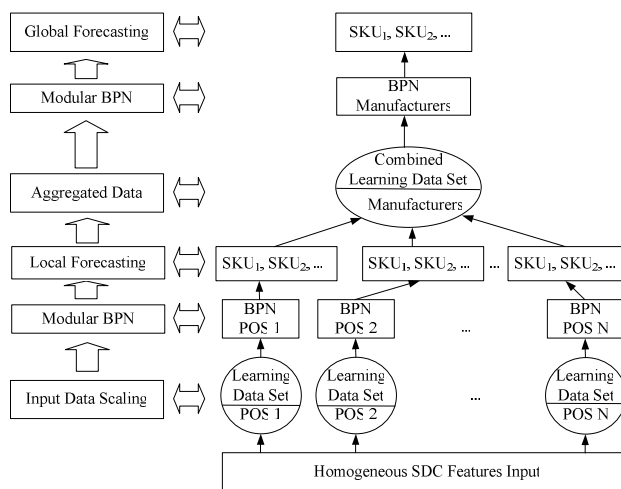 Global Forecasting
SKU₁, SKU₂, ...
Modular BPN
BPN
Manufacturers
Aggregated Data
Combined
Learning Data Set
Manufacturers
Local Forecasting
SKU₁, SKU₂, ...
SKU₁, SKU₂, ...
...
SKU₁, SKU₂, ...
Modular BPN
BPN
POS 1
BPN
POS 2
...
BPN
POS N
Input Data Scaling
Learning
Data Set
POS 1
Learning
Data Set
POS 2
...
Learning
Data Set
POS N
Homogeneous SDC Features Input